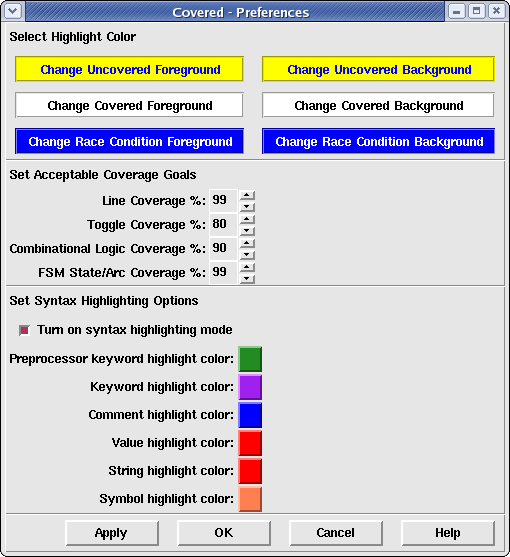 Covered - Preferences
Select Highlight Color
Change Uncovered Foreground Change Uncovered Background
Change Covered Foreground Change Covered Background
Change Race Condition Foreground Change Race Condition Background
Set Acceptable Coverage Goals
Line Coverage %: 99
Toggle Coverage %: 80
Combinational Logic Coverage %: 90
FSM State/Arc Coverage %: 99
Set Syntax Highlighting Options
Turn on syntax highlighting mode
Preprocessor keyword highlight color:
Keyword highlight color:
Comment highlight color:
Value highlight color:
String highlight color:
Symbol highlight color:
Apply OK Cancel Help